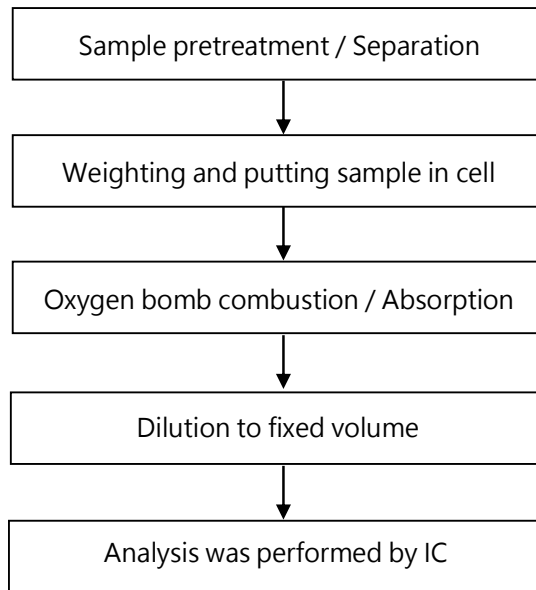 Sample pretreatment / Separation
Weighting and putting sample in cell
Oxygen bomb combustion / Absorption
Dilution to fixed volume
Analysis was performed by IC